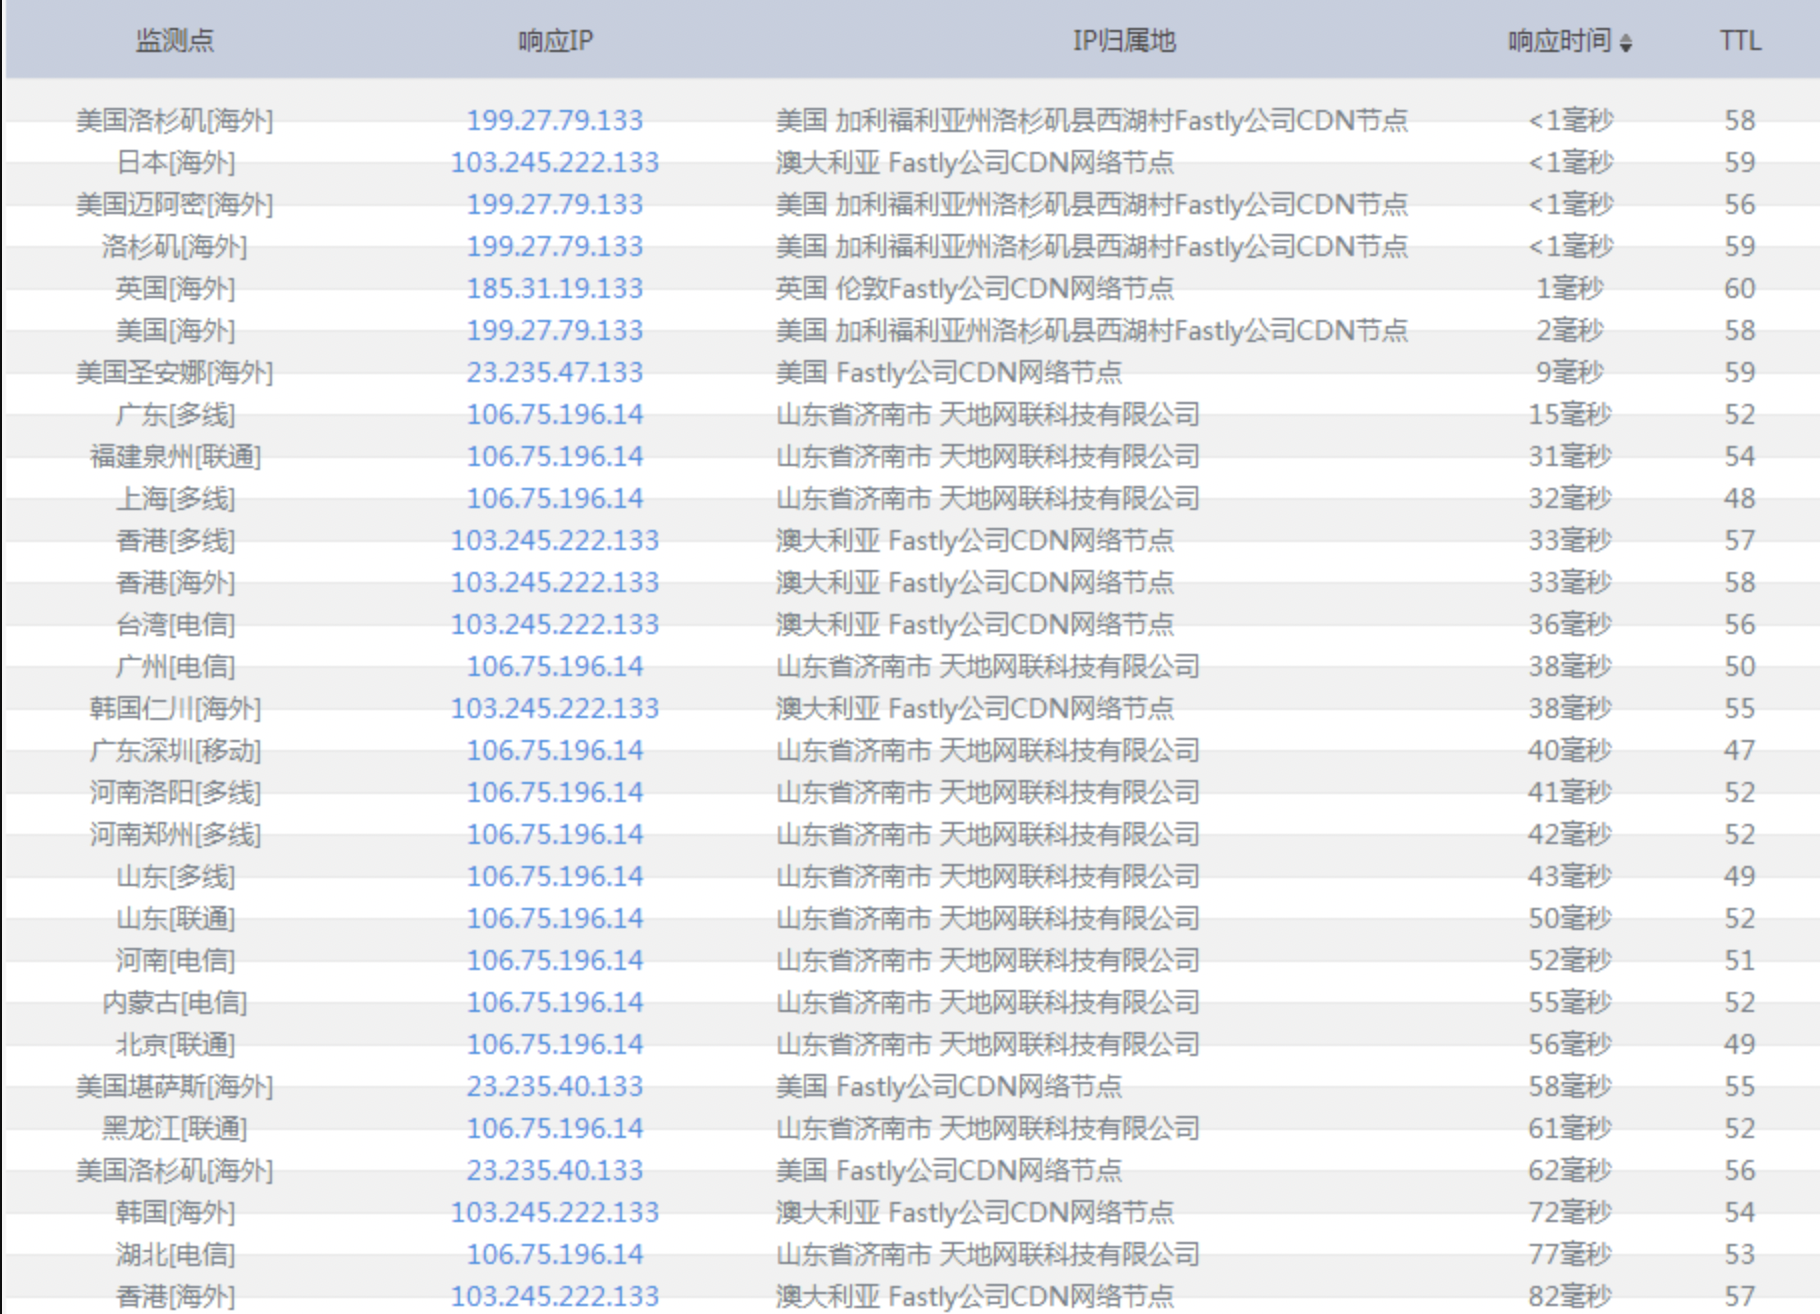 监测点 响应IP IP归属地 响应时间 TTL
美国洛杉矶[海外] 199.27.79.133 美国 加利福利亚州洛杉矶县西湖村Fastly公司CDN节点 <1毫秒 58
日本[海外] 103.245.222.133 澳大利亚 Fastly公司CDN网络节点 <1毫秒 59
美国迈阿密[海外] 199.27.79.133 美国 加利福利亚州洛杉矶县西湖村Fastly公司CDN节点 <1毫秒 56
洛杉矶[海外] 199.27.79.133 美国 加利福利亚州洛杉矶县西湖村Fastly公司CDN节点 <1毫秒 59
英国[海外] 185.31.19.133 英国 伦敦Fastly公司CDN网络节点 1毫秒 60
美国[海外] 199.27.79.133 美国 加利福利亚州洛杉矶县西湖村Fastly公司CDN节点 2毫秒 58
美国圣安娜[海外] 23.235.47.133 美国 Fastly公司CDN网络节点 9毫秒 59
广东[多线] 106.75.196.14 山东省济南市 天地网联科技有限公司 15毫秒 52
福建泉州[联通] 106.75.196.14 山东省济南市 天地网联科技有限公司 31毫秒 54
上海[多线] 106.75.196.14 山东省济南市 天地网联科技有限公司 32毫秒 48
香港[多线] 103.245.222.133 澳大利亚 Fastly公司CDN网络节点 33毫秒 57
香港[海外] 103.245.222.133 澳大利亚 Fastly公司CDN网络节点 33毫秒 58
台湾[电信] 103.245.222.133 澳大利亚 Fastly公司CDN网络节点 36毫秒 56
广州[电信] 106.75.196.14 山东省济南市 天地网联科技有限公司 38毫秒 50
韩国仁川[海外] 103.245.222.133 澳大利亚 Fastly公司CDN网络节点 38毫秒 55
广东深圳[移动] 106.75.196.14 山东省济南市 天地网联科技有限公司 40毫秒 47
河南洛阳[多线] 106.75.196.14 山东省济南市 天地网联科技有限公司 41毫秒 52
河南郑州[多线] 106.75.196.14 山东省济南市 天地网联科技有限公司 42毫秒 52
山东[多线] 106.75.196.14 山东省济南市 天地网联科技有限公司 43毫秒 49
山东[联通] 106.75.196.14 山东省济南市 天地网联科技有限公司 50毫秒 52
河南[电信] 106.75.196.14 山东省济南市 天地网联科技有限公司 52毫秒 51
内蒙古[电信] 106.75.196.14 山东省济南市 天地网联科技有限公司 55毫秒 52
北京[联通] 106.75.196.14 山东省济南市 天地网联科技有限公司 56毫秒 49
美国堪萨斯[海外] 23.235.40.133 美国 Fastly公司CDN网络节点 58毫秒 55
黑龙江[联通] 106.75.196.14 山东省济南市 天地网联科技有限公司 61毫秒 52
美国洛杉矶[海外] 23.235.40.133 美国 Fastly公司CDN网络节点 62毫秒 56
韩国[海外] 103.245.222.133 澳大利亚 Fastly公司CDN网络节点 72毫秒 54
湖北[电信] 106.75.196.14 山东省济南市 天地网联科技有限公司 77毫秒 53
香港[海外] 103.245.222.133 澳大利亚 Fastly公司CDN网络节点 82毫秒 57